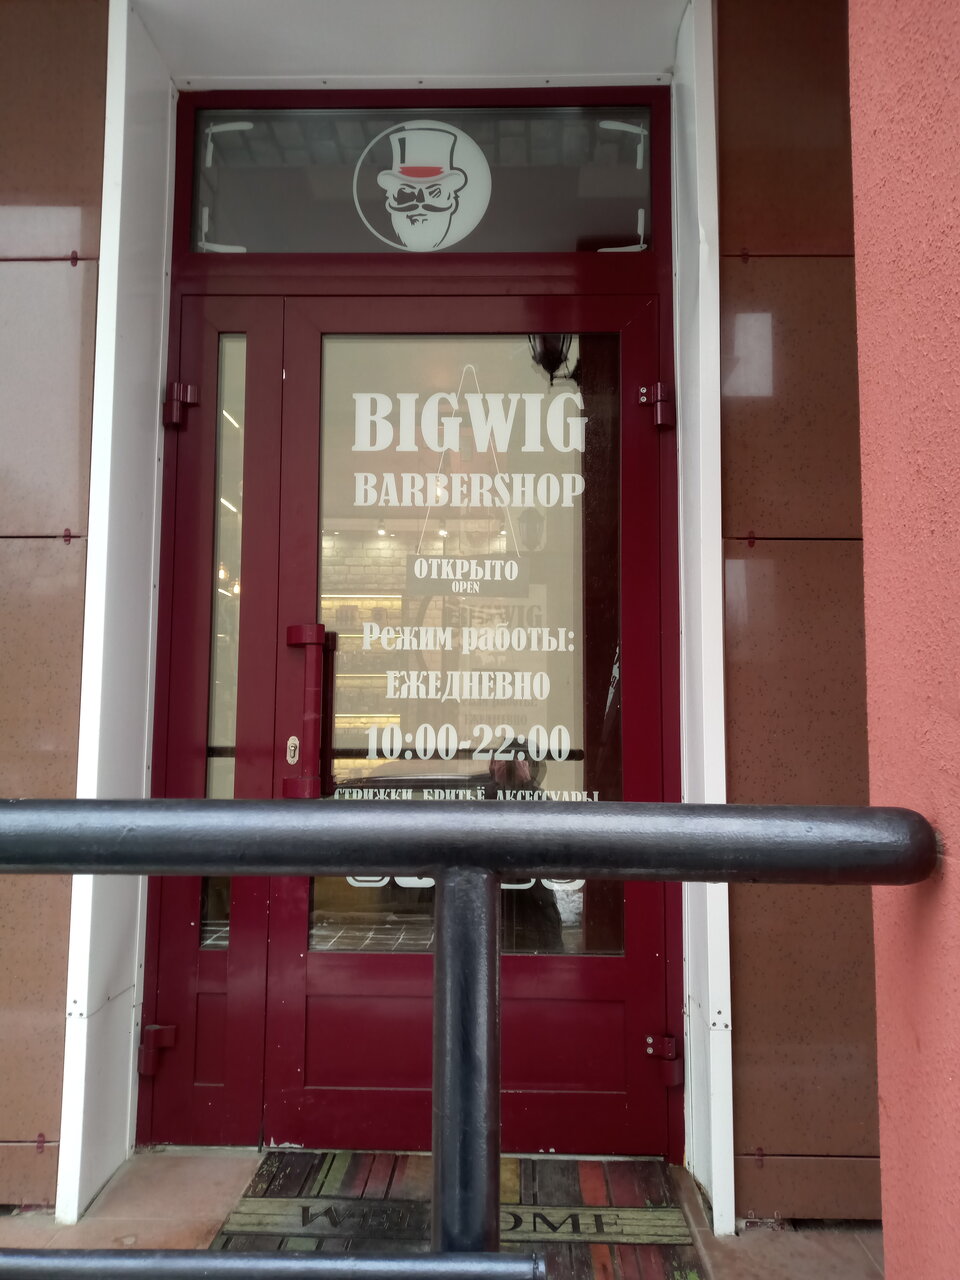 BIGWIG
BARBERSHOP
ОТКРЫТО
OPEN
Режим работы:
ЕЖЕДНЕВНО
10:00-22:00
СТРИЖКИ БРИТЬЁ АКСЕССУАРЫ